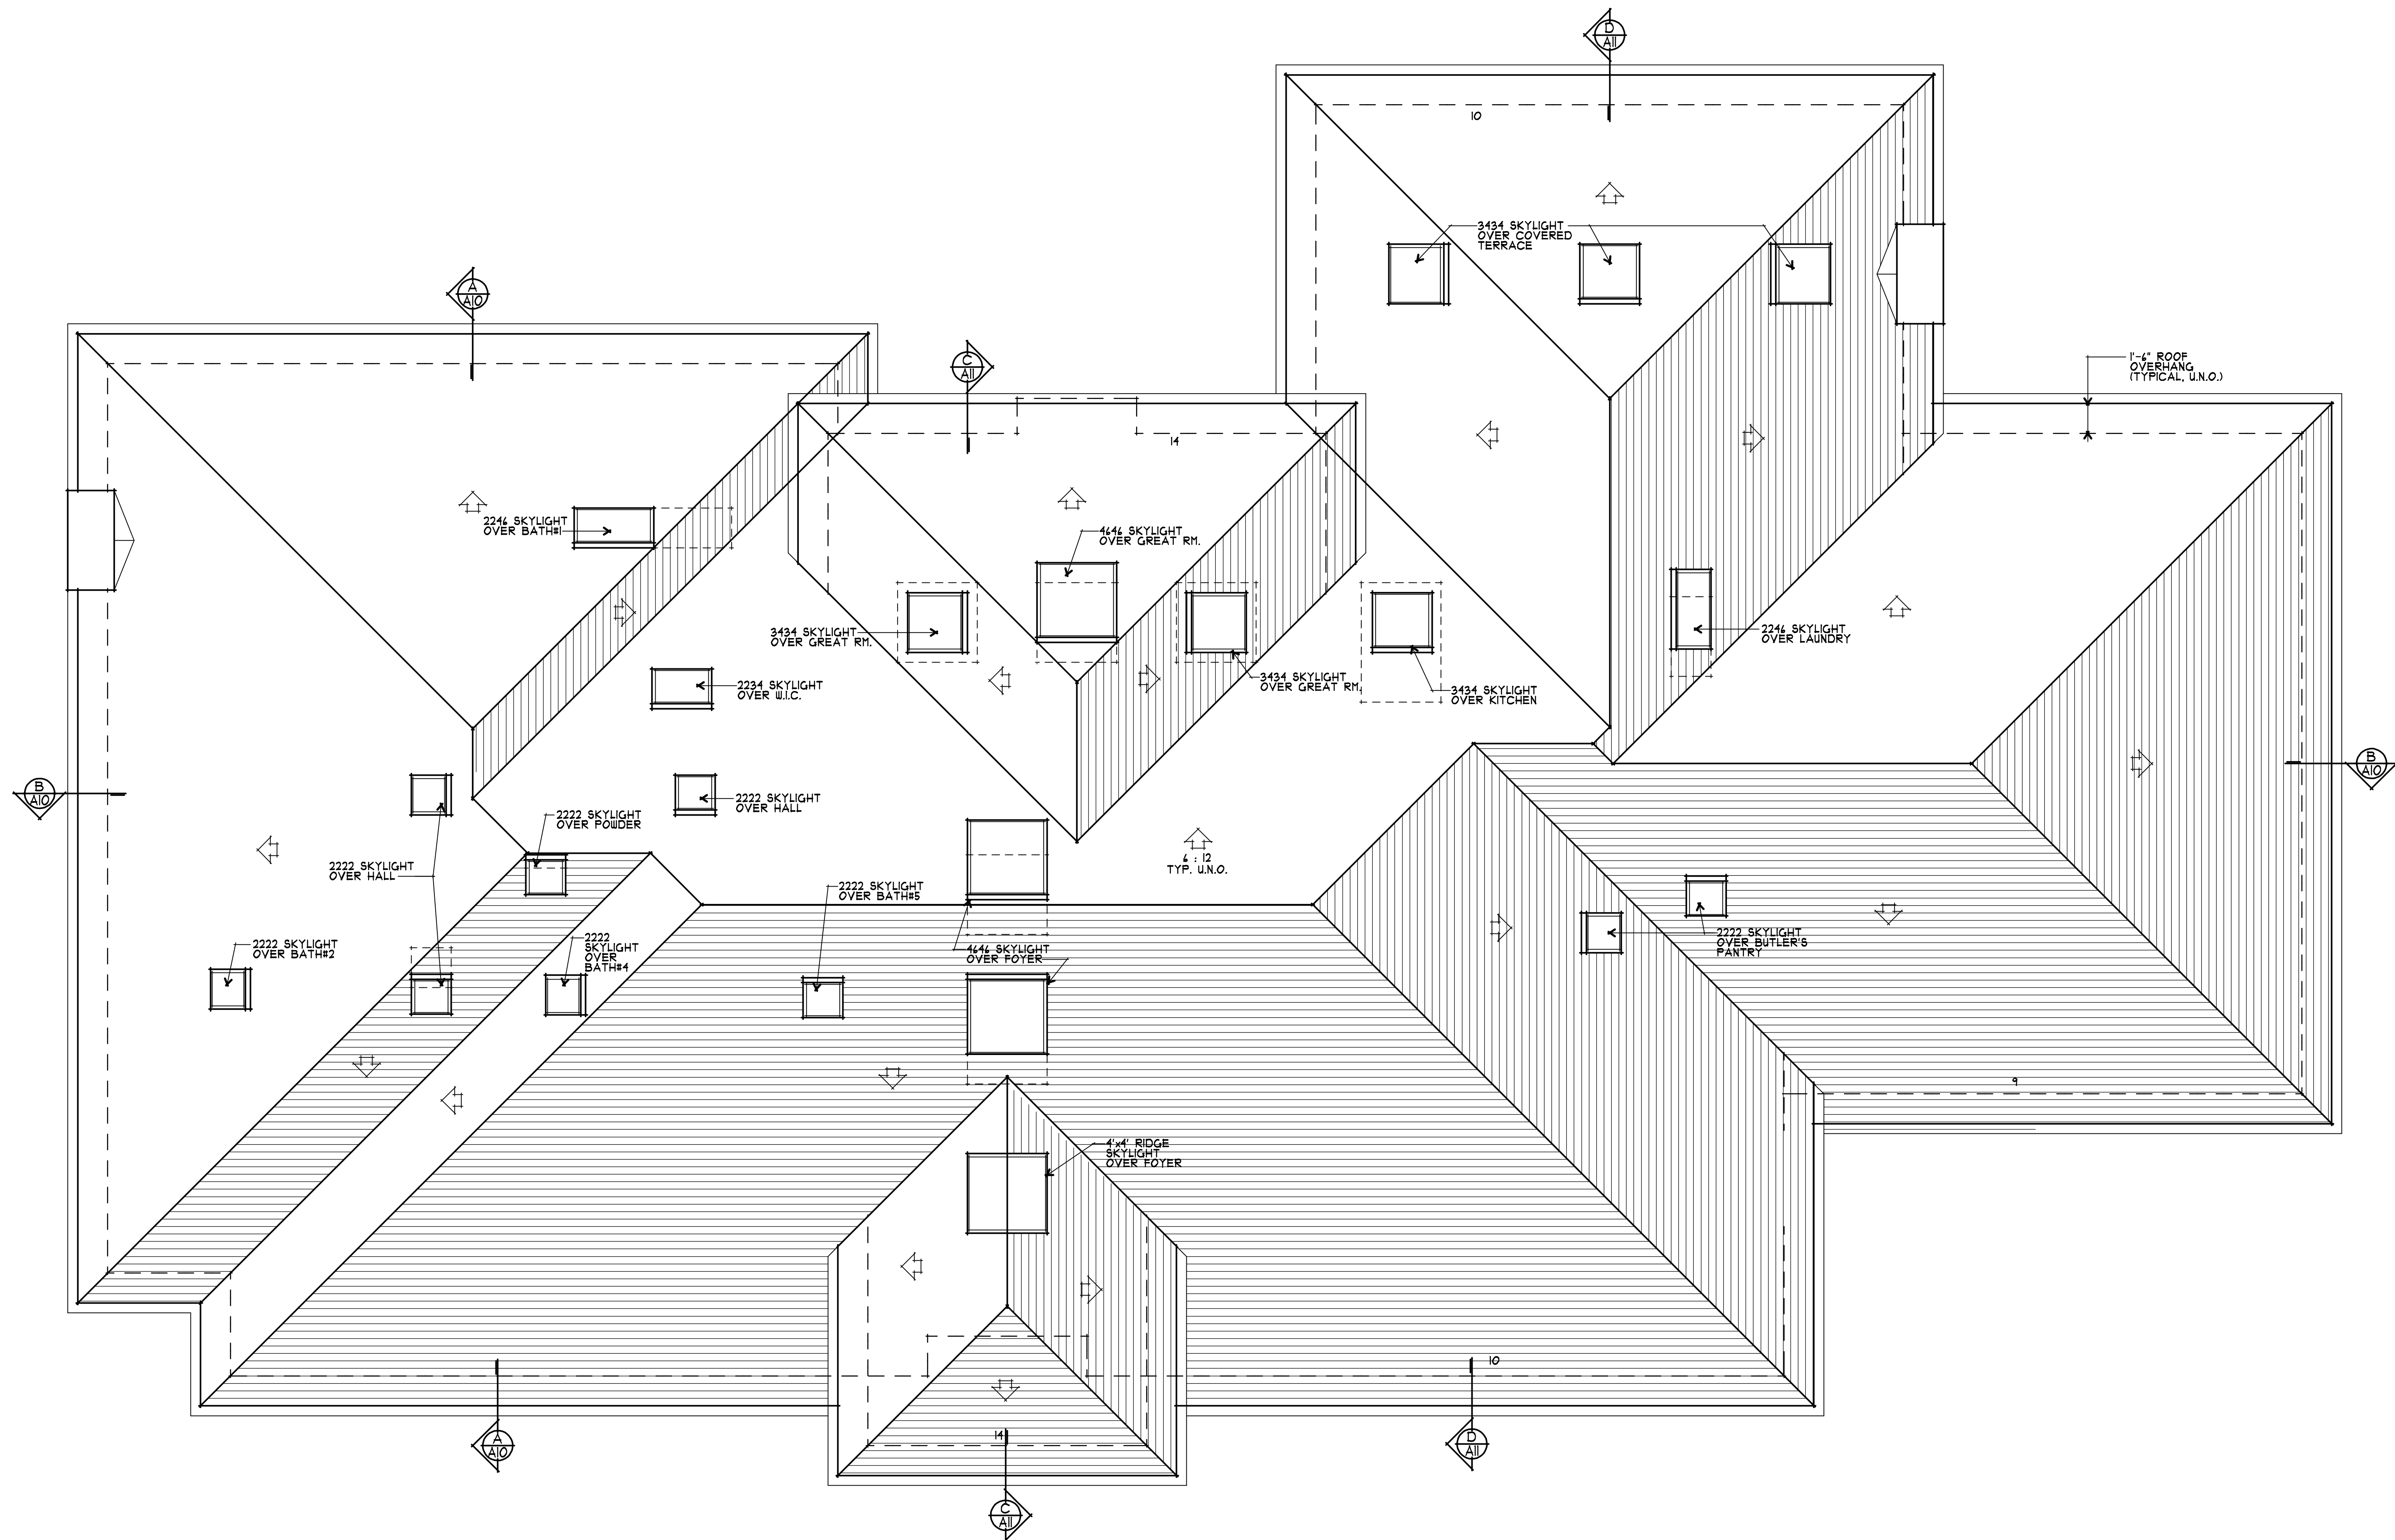 D
A11
10
3434 SKYLIGHT
OVER COVERED
TERRACE
A
A10
C
A11
1'-6" ROOF
OVERHANG
(TYPICAL, U.N.O.)
14
2246 SKYLIGHT
OVER BATH#1
4646 SKYLIGHT
OVER GREAT RM.
3434 SKYLIGHT
OVER GREAT RM.
2246 SKYLIGHT
OVER LAUNDRY
2234 SKYLIGHT
OVER W.I.C.
3434 SKYLIGHT
OVER GREAT RM.
3434 SKYLIGHT
OVER KITCHEN
B
A10
B
A10
2222 SKYLIGHT
OVER HALL
2222 SKYLIGHT
OVER POWDER
2222 SKYLIGHT
OVER HALL
6 : 12
TYP. U.N.O.
2222 SKYLIGHT
OVER BATH#5
2222 SKYLIGHT
OVER BATH#2
2222
SKYLIGHT
OVER
BATH#4
4646 SKYLIGHT
OVER FOYER
2222 SKYLIGHT
OVER BUTLER'S
PANTRY
9
4'x4' RIDGE
SKYLIGHT
OVER FOYER
10
14
A
A10
D
A11
C
A11